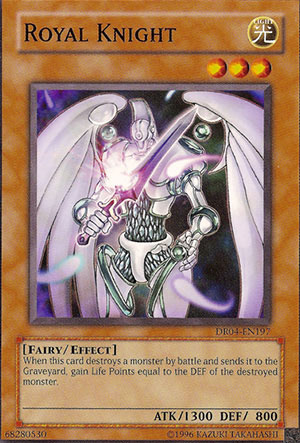 ROYAL KNIGHT
LIGHT
光
DR04-EN197
[FAIRY/EFFECT]
When this card destroys a monster by battle and sends it to the
Graveyard, gain Life Points equal to the DEF of the destroyed
monster.
ATK/1300 DEF/ 800
68280530
©1996 KAZUKI TAKAHASHI